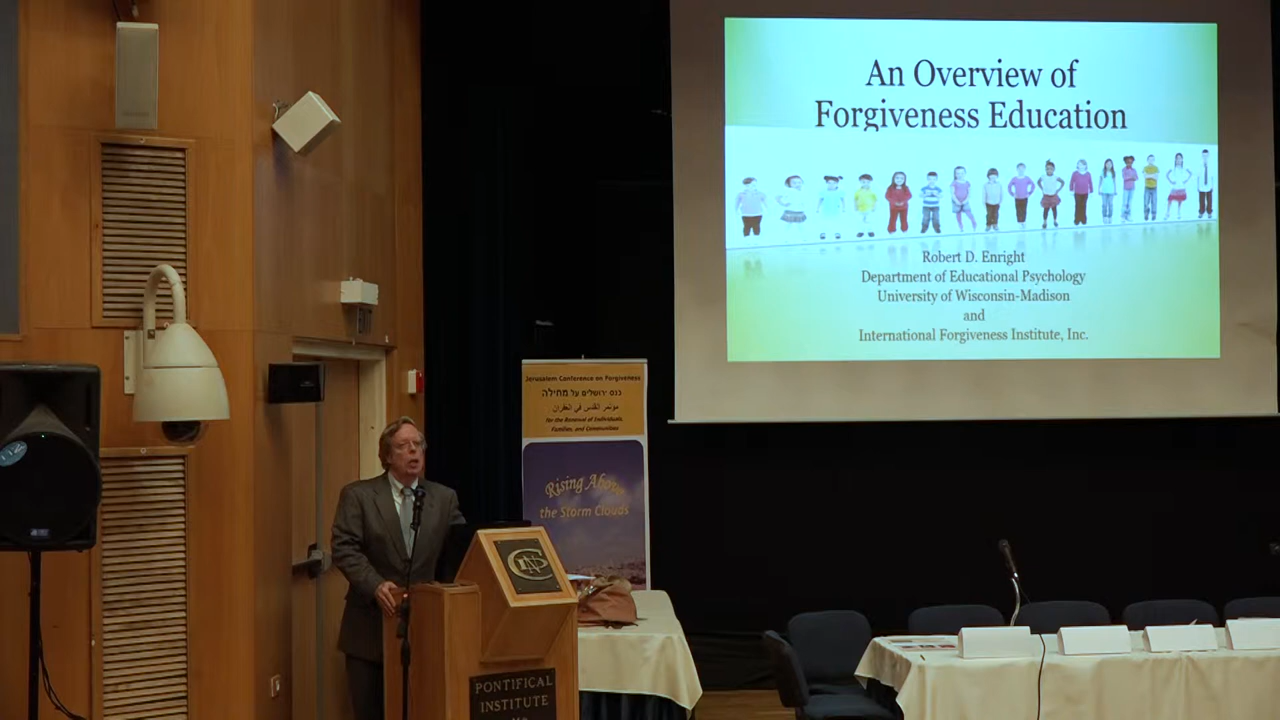 An Overview of
Forgiveness Education
Robert D. Enright
Department of Educational Psychology
University of Wisconsin-Madison
and
International Forgiveness Institute, Inc.
Jerusalem Conference on Forgiveness
כנס ירושלים על מחילה
مؤتمر القدس في الغفران
for the Renewal of Individuals,
Families, and Communities
Rising Above
the Storm Clouds
PONTIFICAL
INSTITUTE